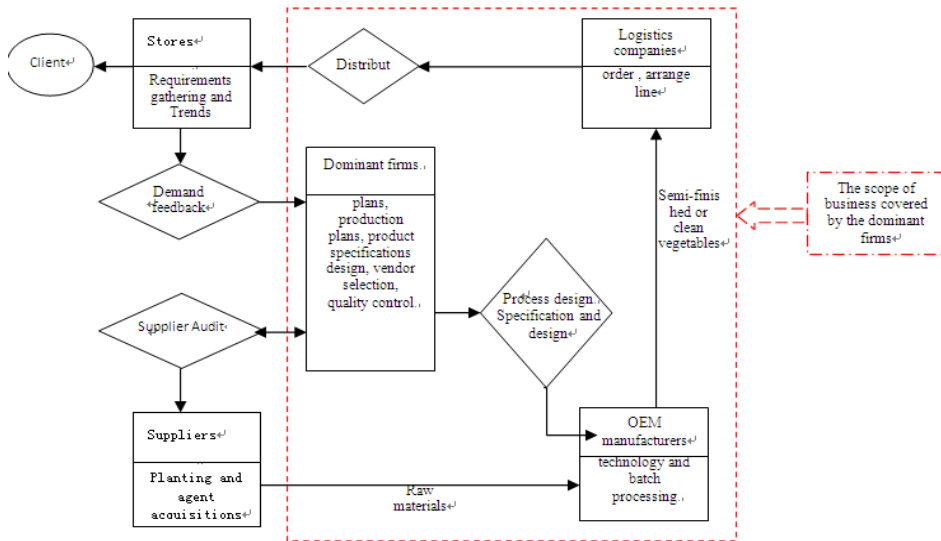 Client
Stores
Requirements
gathering and
Trends
Distribut
Logistics
companies
order , arrange
line
Demand
feedback
Dominant firms.
plans,
production
plans, product
specifications
design, vendor
selection,
quality control.
Semi-finis
hed or
clean
vegetables
The scope of
business covered
by the dominant
firms
Process design.
Specification and
design
Supplier Audit
Suppliers
Planting and
agent
acquisitions
Raw
materials
OEM
manufacturers
technology and
batch
processing.